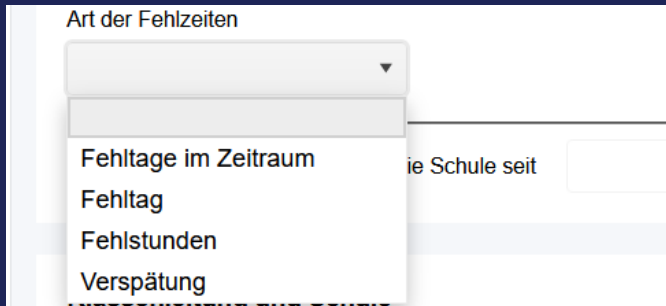 Art der Fehlzeiten
Fehltage im Zeitraum
Fehltag
ie Schule seit
Fehlstunden
Verspätung